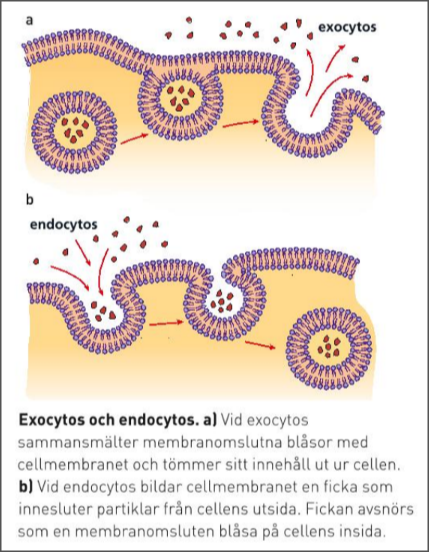 a
exocytos
b
endocytos
Exocytos och endocytos. a) Vid exocytos
sammansmälter membranomslutna blåsor med
cellmembranet och tömmer sitt innehåll ut ur cellen.
b) Vid endocytos bildar cellmembranet en ficka som
innesluter partiklar från cellens utsida. Fickan avsnörs
som en membranomsluten blåsa på cellens insida.